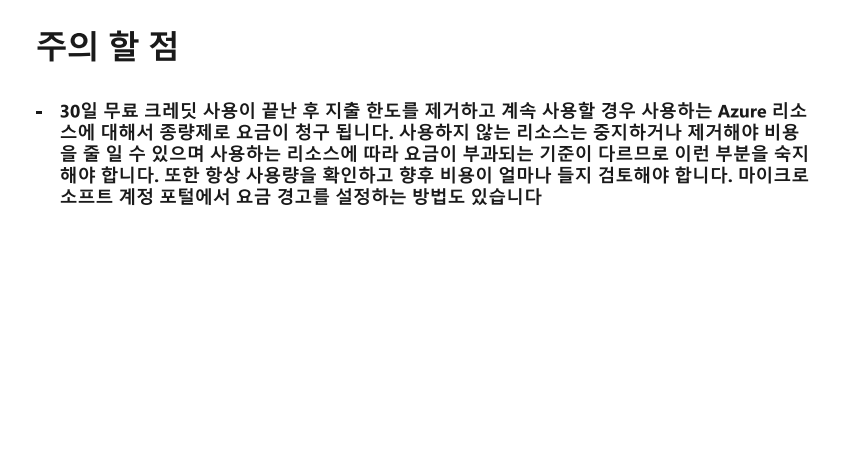 주의 할 점
- 30일 무료 크레딧 사용이 끝난 후 지출 한도를 제거하고 계속 사용할 경우 사용하는 Azure 리소
스에 대해서 종량제로 요금이 청구 됩니다. 사용하지 않는 리소스는 중지하거나 제거해야 비용
을 줄 일 수 있으며 사용하는 리소스에 따라 요금이 부과되는 기준이 다르므로 이런 부분을 숙지
해야 합니다. 또한 항상 사용량을 확인하고 향후 비용이 얼마나 들지 검토해야 합니다. 마이크로
소프트 계정 포털에서 요금 경고를 설정하는 방법도 있습니다